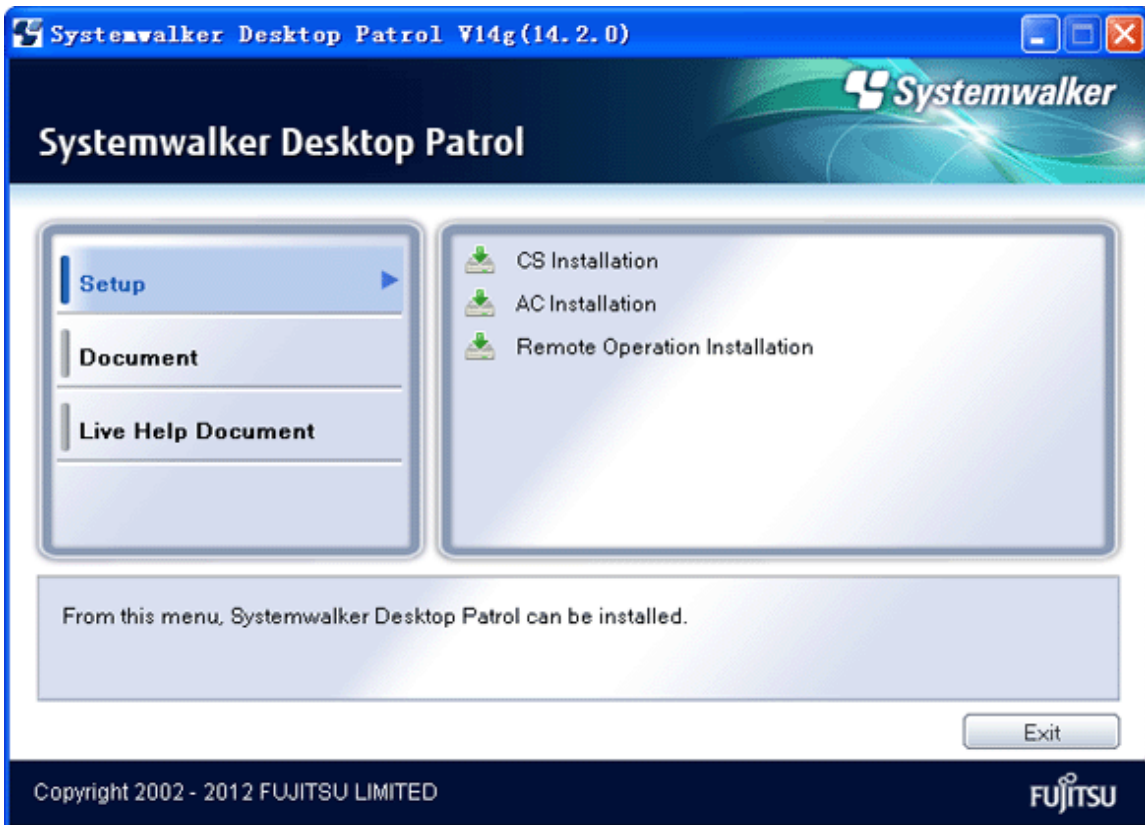 Systemwalker Desktop Patrol V14g(14.2.0)
Systemwalker
Systemwalker Desktop Patrol
Setup
Document
Live Help Document
CS Installation
AC Installation
Remote Operation Installation
From this menu, Systemwalker Desktop Patrol can be installed.
Exit
Copyright 2002 - 2012 FUJITSU LIMITED
FUJITSU